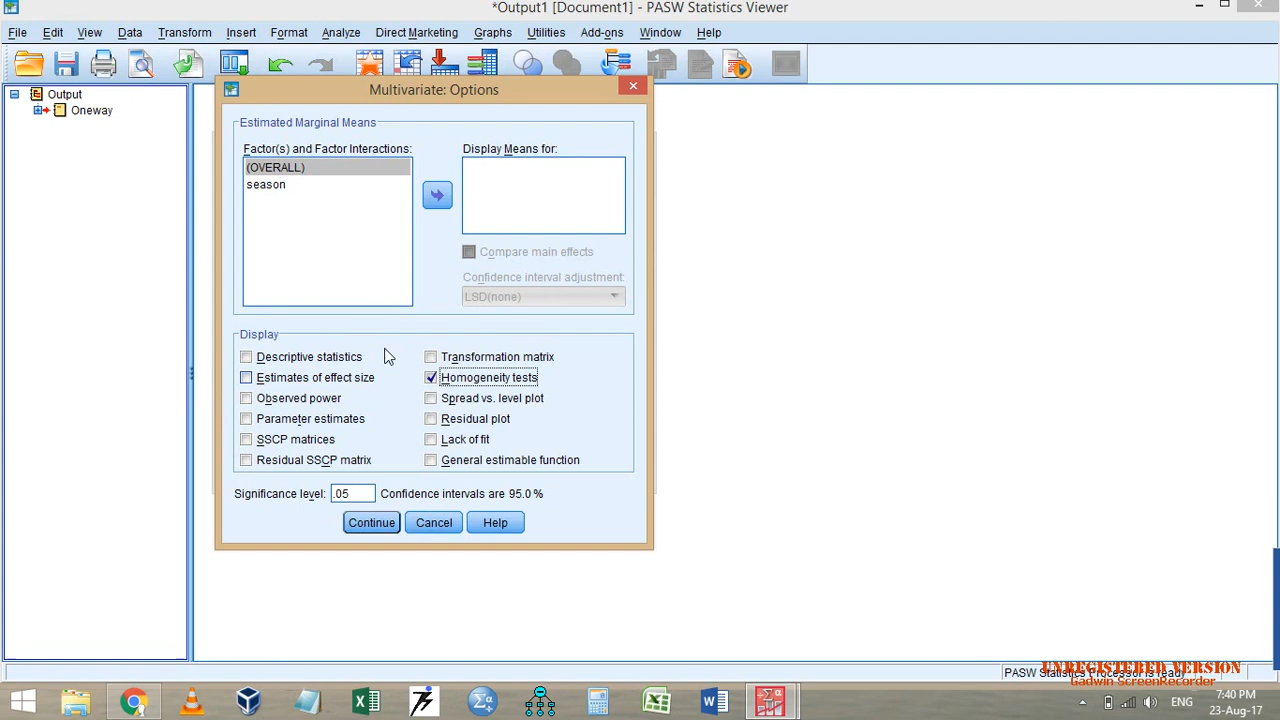 *Output1 [Document1] - PASW Statistics Viewer
File Edit View Data Transform Insert Format Analyze Direct Marketing Graphs Utilities Add-ons Window Help
Output
Oneway
Multivariate: Options
Estimated Marginal Means
Factor(s) and Factor Interactions:
(OVERALL)
season
Display Means for:
Compare main effects
Confidence interval adjustment:
LSD(none)
Display
Descriptive statistics
Transformation matrix
Estimates of effect size
Homogeneity tests
Observed power
Spread vs. level plot
Parameter estimates
Residual plot
SSCP matrices
Lack of fit
Residual SSCP matrix
General estimable function
Significance level: .05 Confidence intervals are 95.0 %
Continue Cancel Help
PASW Statistics Processor is ready
UNREGISTERED VERSION
Gadwin ScreenRecorder
ENG
7:40 PM
23-Aug-17